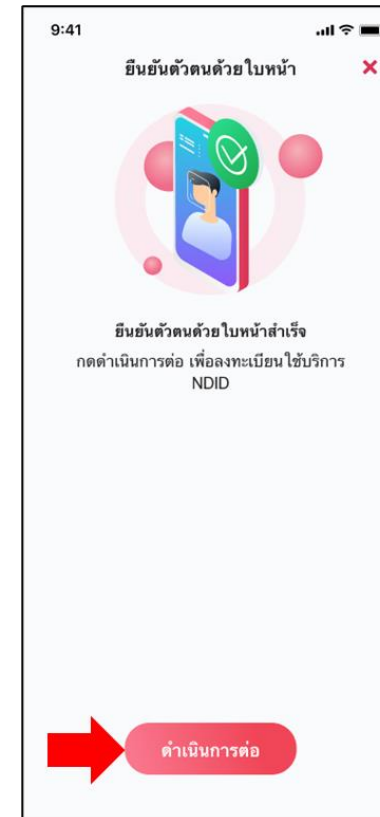 9:41
ยืนยันตัวตนด้วยใบหน้า
ยืนยันตัวตนด้วยใบหน้าสำเร็จ
กดดำเนินการต่อ เพื่อลงทะเบียนใช้บริการ
NDID
ดำเนินการต่อ